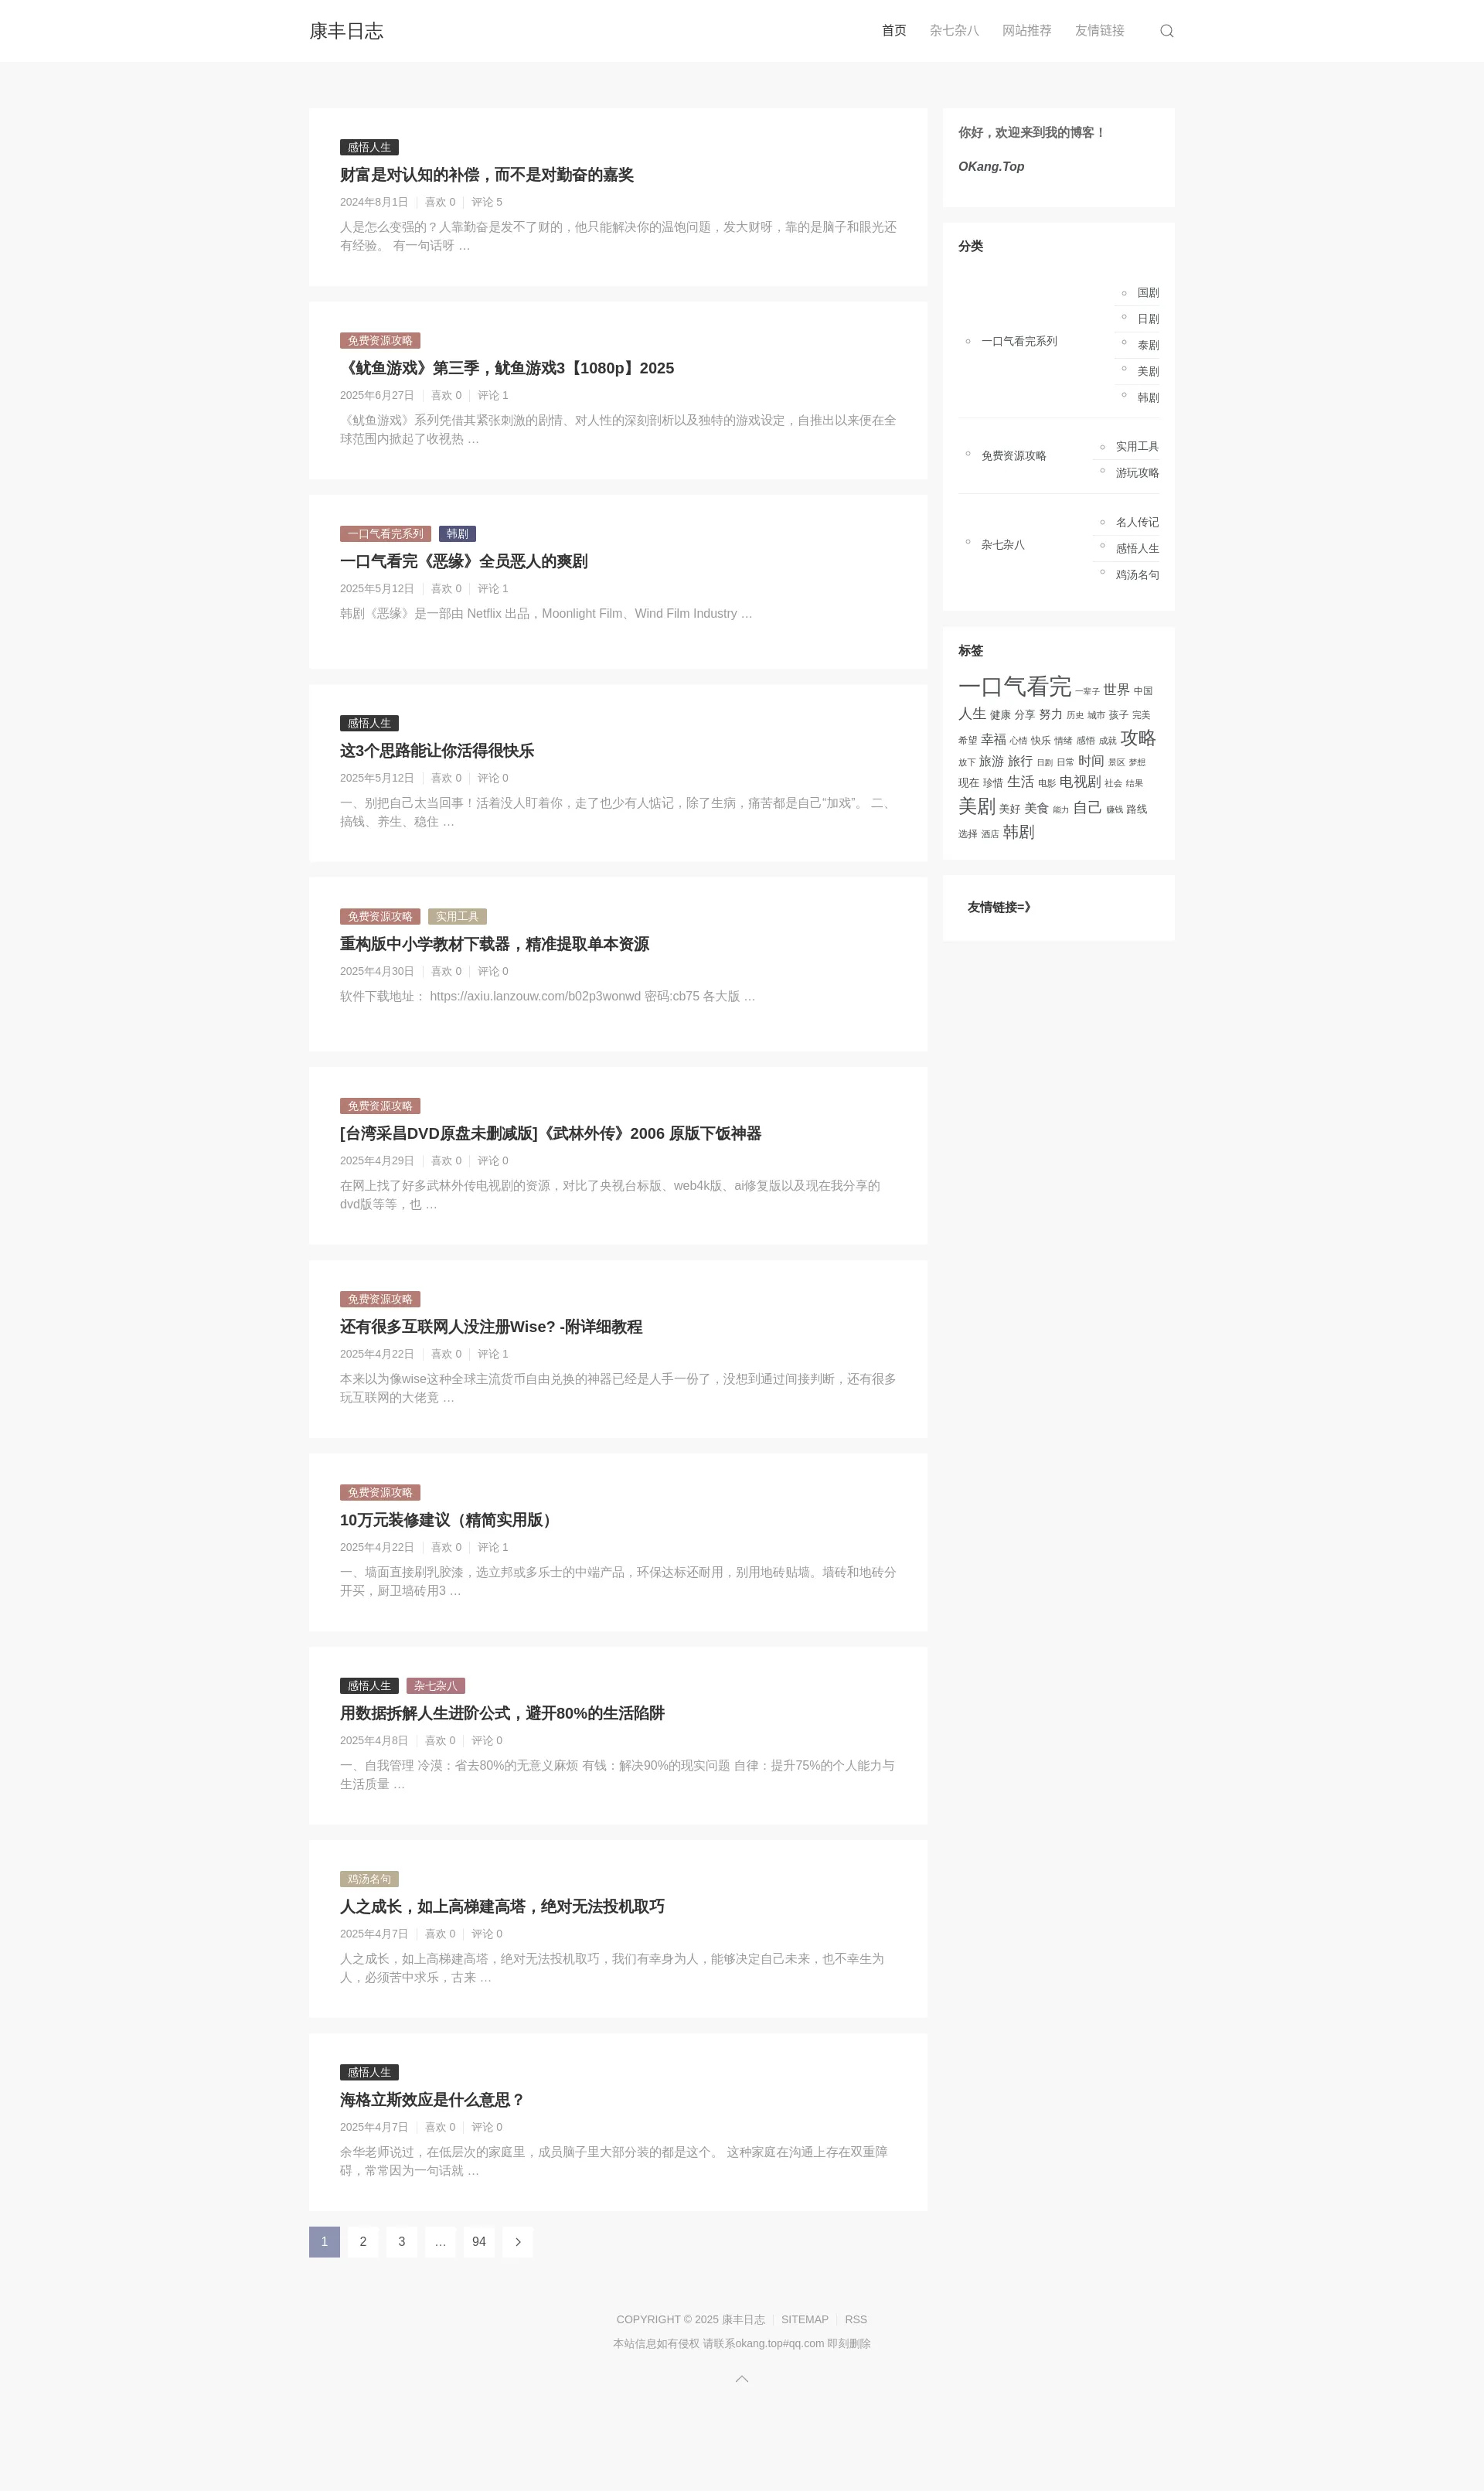 康丰日志
首页 杂七杂八 网站推荐 友情链接
感悟人生
财富是对认知的补偿，而不是对勤奋的嘉奖
2024年8月1日 喜欢 0 评论 5
人是怎么变强的？人靠勤奋是发不了财的，他只能解决你的温饱问题，发大财呀，靠的是脑子和眼光还
有经验。 有一句话呀 …
免费资源攻略
《鱿鱼游戏》第三季，鱿鱼游戏3【1080p】2025
2025年6月27日 喜欢 0 评论 1
《鱿鱼游戏》系列凭借其紧张刺激的剧情、对人性的深刻剖析以及独特的游戏设定，自推出以来便在全
球范围内掀起了收视热 …
一口气看完系列 韩剧
一口气看完《恶缘》全员恶人的爽剧
2025年5月12日 喜欢 0 评论 1
韩剧《恶缘》是一部由 Netflix 出品，Moonlight Film、Wind Film Industry …
感悟人生
这3个思路能让你活得很快乐
2025年5月12日 喜欢 0 评论 0
一、别把自己太当回事！活着没人盯着你，走了也少有人惦记，除了生病，痛苦都是自己“加戏”。 二、
搞钱、养生、稳住 …
免费资源攻略 实用工具
重构版中小学教材下载器，精准提取单本资源
2025年4月30日 喜欢 0 评论 0
软件下载地址： https://axiu.lanzouw.com/b02p3wonwd 密码:cb75 各大版 …
免费资源攻略
[台湾采昌DVD原盘未删减版]《武林外传》2006 原版下饭神器
2025年4月29日 喜欢 0 评论 0
在网上找了好多武林外传电视剧的资源，对比了央视台标版、web4k版、ai修复版以及现在我分享的
dvd版等等，也 …
免费资源攻略
还有很多互联网人没注册Wise? -附详细教程
2025年4月22日 喜欢 0 评论 1
本来以为像wise这种全球主流货币自由兑换的神器已经是人手一份了，没想到通过间接判断，还有很多
玩互联网的大佬竟 …
免费资源攻略
10万元装修建议（精简实用版）
2025年4月22日 喜欢 0 评论 1
一、墙面直接刷乳胶漆，选立邦或多乐士的中端产品，环保达标还耐用，别用地砖贴墙。墙砖和地砖分
开买，厨卫墙砖用3 …
感悟人生 杂七杂八
用数据拆解人生进阶公式，避开80%的生活陷阱
2025年4月8日 喜欢 0 评论 0
一、自我管理 冷漠：省去80%的无意义麻烦 有钱：解决90%的现实问题 自律：提升75%的个人能力与
生活质量 …
鸡汤名句
人之成长，如上高梯建高塔，绝对无法投机取巧
2025年4月7日 喜欢 0 评论 0
人之成长，如上高梯建高塔，绝对无法投机取巧，我们有幸身为人，能够决定自己未来，也不幸生为
人，必须苦中求乐，古来 …
感悟人生
海格立斯效应是什么意思？
2025年4月7日 喜欢 0 评论 0
余华老师说过，在低层次的家庭里，成员脑子里大部分装的都是这个。 这种家庭在沟通上存在双重障
碍，常常因为一句话就 …
1 2 3 … 94
你好，欢迎来到我的博客！
OKang.Top
分类
一口气看完系列
国剧
日剧
泰剧
美剧
韩剧
免费资源攻略
实用工具
游玩攻略
杂七杂八
名人传记
感悟人生
鸡汤名句
标签
一口气看完 一辈子 世界 中国
人生 健康 分享 努力 历史 城市 孩子 完美
希望 幸福 心情 快乐 情绪 感悟 成就 攻略
放下 旅游 旅行 日剧 日常 时间 景区 梦想
现在 珍惜 生活 电影 电视剧 社会 结果
美剧 美好 美食 能力 自己 赚钱 路线
选择 酒店 韩剧
友情链接=》
COPYRIGHT © 2025 康丰日志 SITEMAP RSS
本站信息如有侵权 请联系okang.top#qq.com 即刻删除